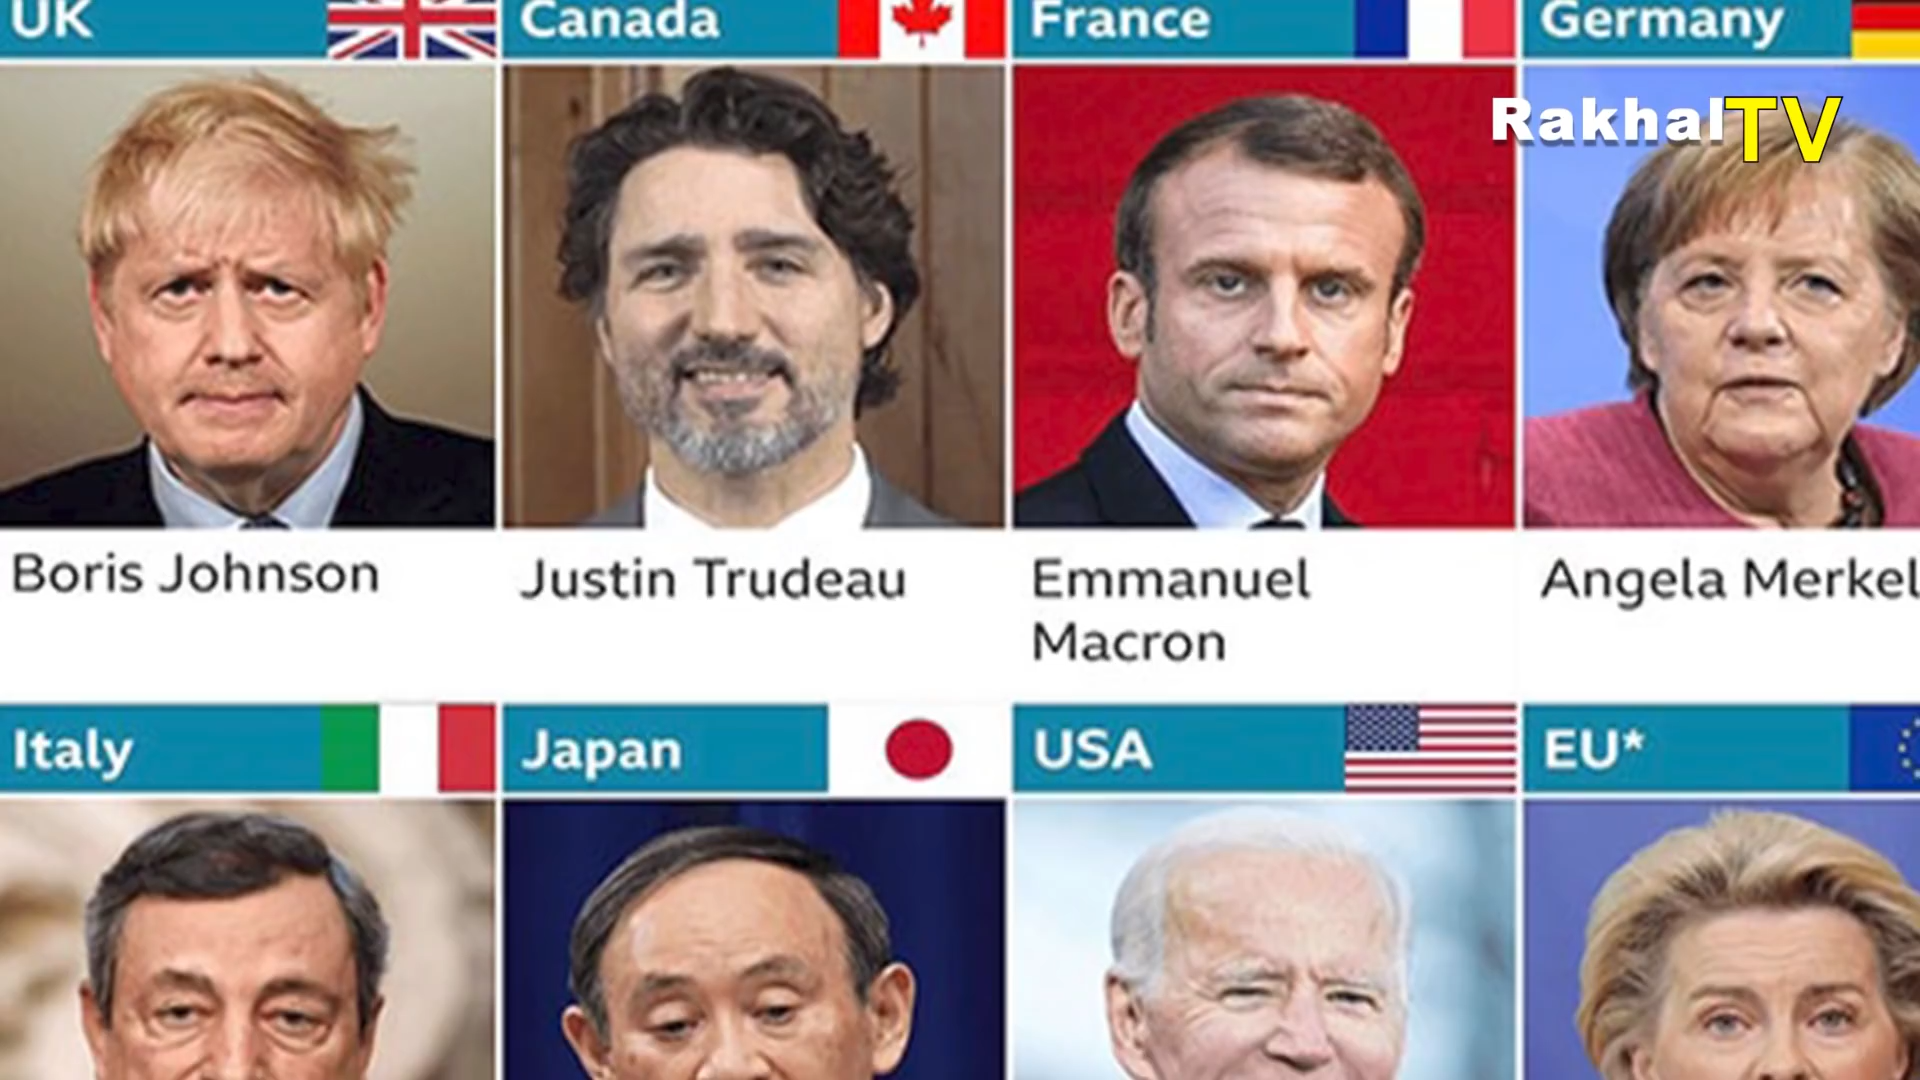 UK
Canada
France
Germany
RakhalTV
Boris Johnson
Justin Trudeau
Emmanuel
Macron
Angela Merkel
Italy
Japan
USA
EU*